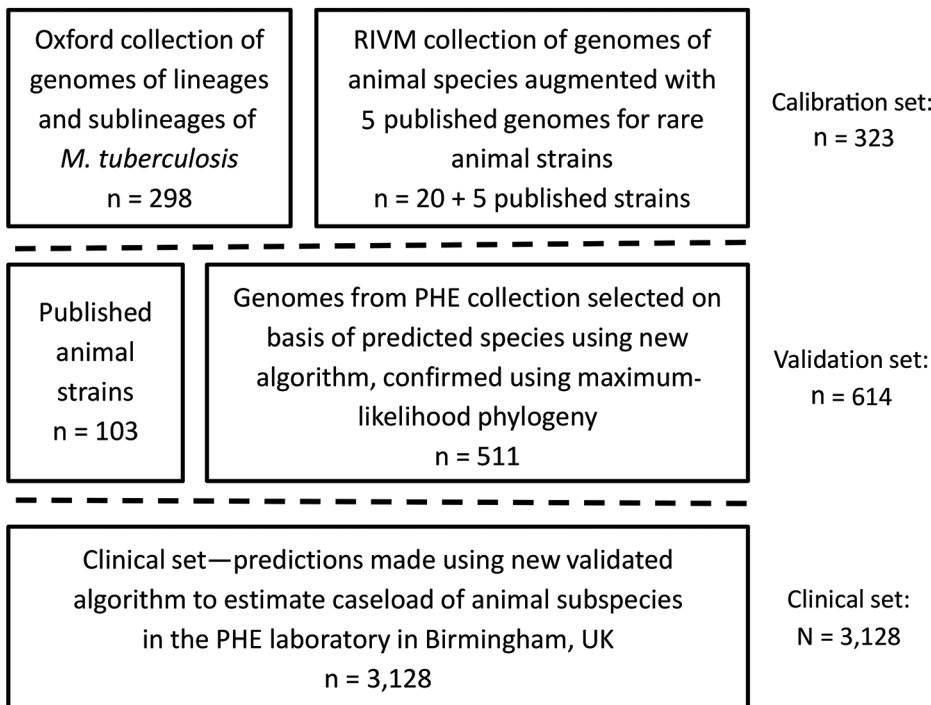 Oxford collection of
genomes of lineages
and sublineages of
M. tuberculosis
n = 298
RIVM collection of genomes of
animal species augmented with
5 published genomes for rare
animal strains
n = 20 + 5 published strains
Calibration set:
n = 323
Published
animal
strains
n = 103
Genomes from PHE collection selected on
basis of predicted species using new
algorithm, confirmed using maximum-
likelihood phylogeny
n = 511
Validation set:
n = 614
Clinical set—predictions made using new validated
algorithm to estimate caseload of animal subspecies
in the PHE laboratory in Birmingham, UK
n = 3,128
Clinical set:
N = 3,128